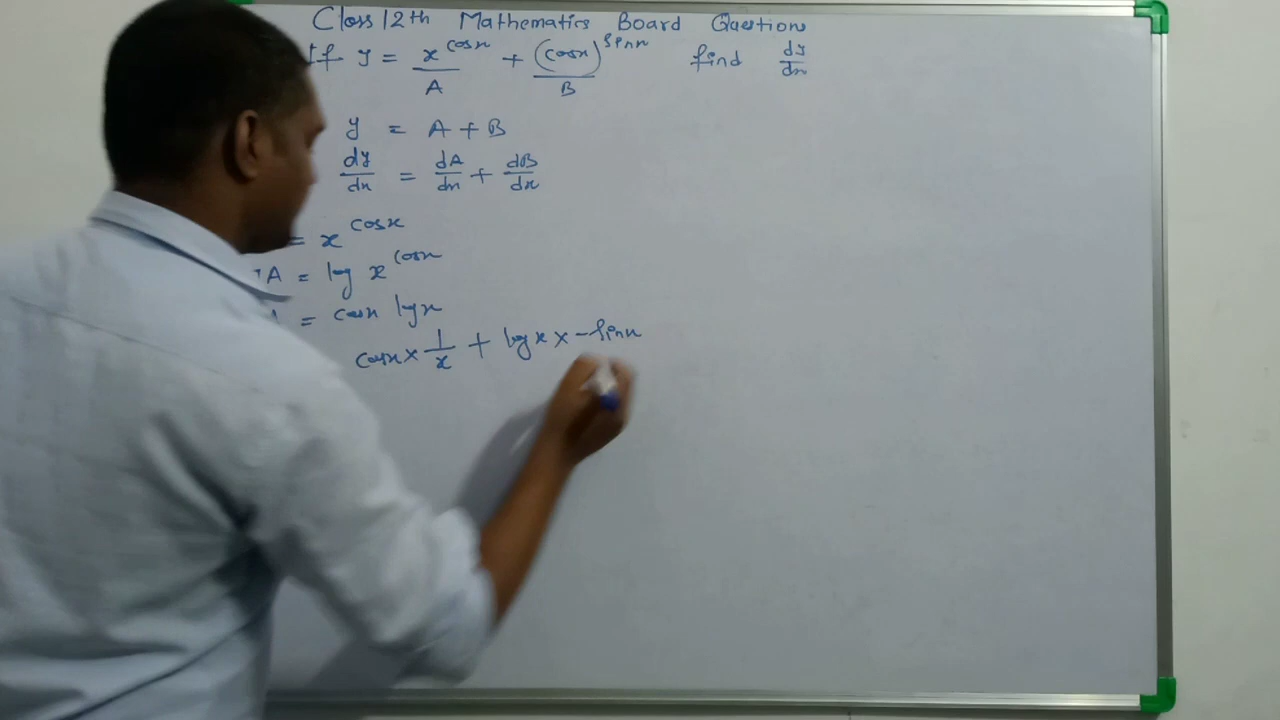 Class 12th Mathematics Board Questions
If y = x^cosx + (cosx)^sinx find dy/dx
A B
y = A + B
dy/dx = dA/dx + dB/dx
= x^cosx
A = log x^cosx
= cosx logx
cosx × 1/x + logx × -sinx